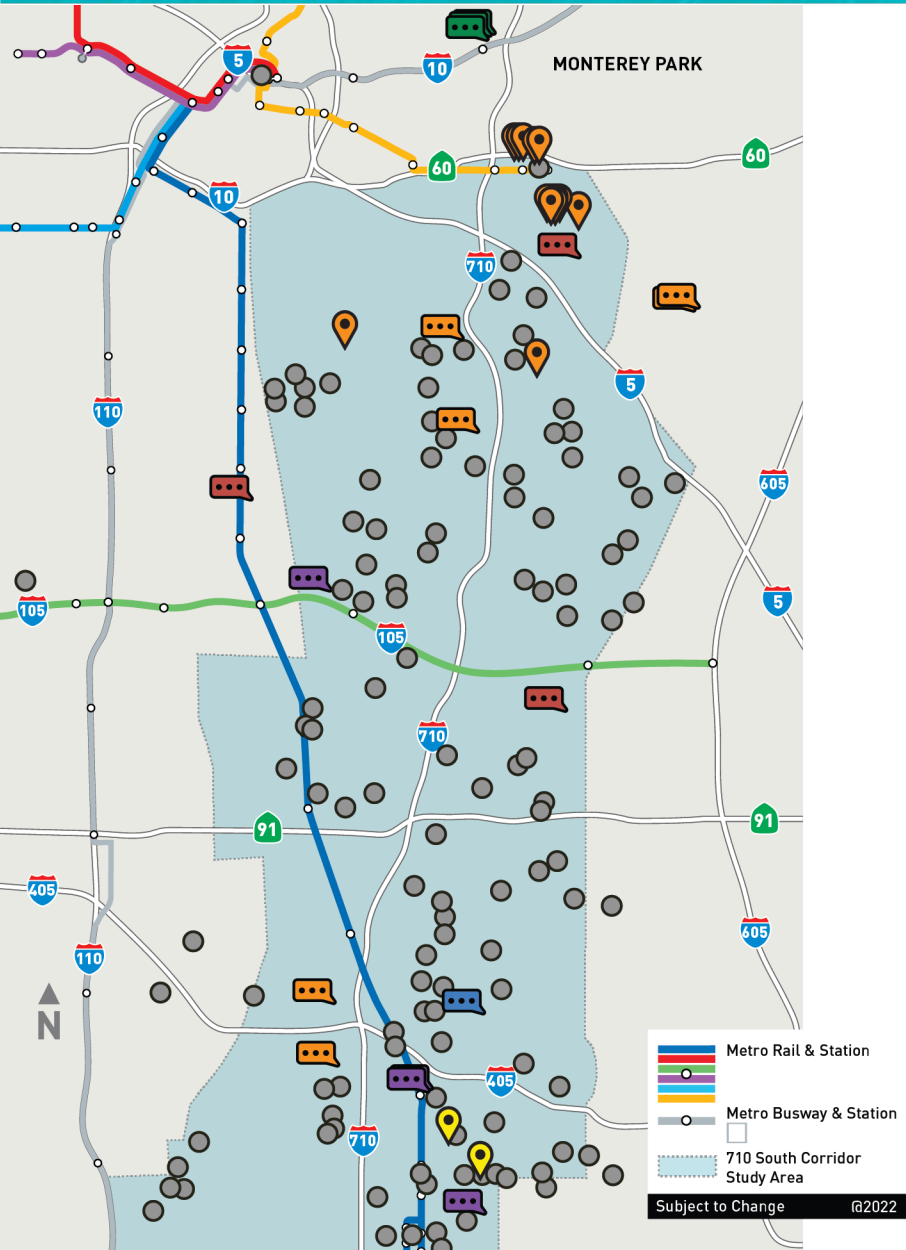 5
10
MONTEREY PARK
60
60
10
710
5
110
605
105
5
105
710
91
91
405
605
110
N
405
710
Metro Rail & Station
Metro Busway & Station
710 South Corridor
Study Area
Subject to Change @2022